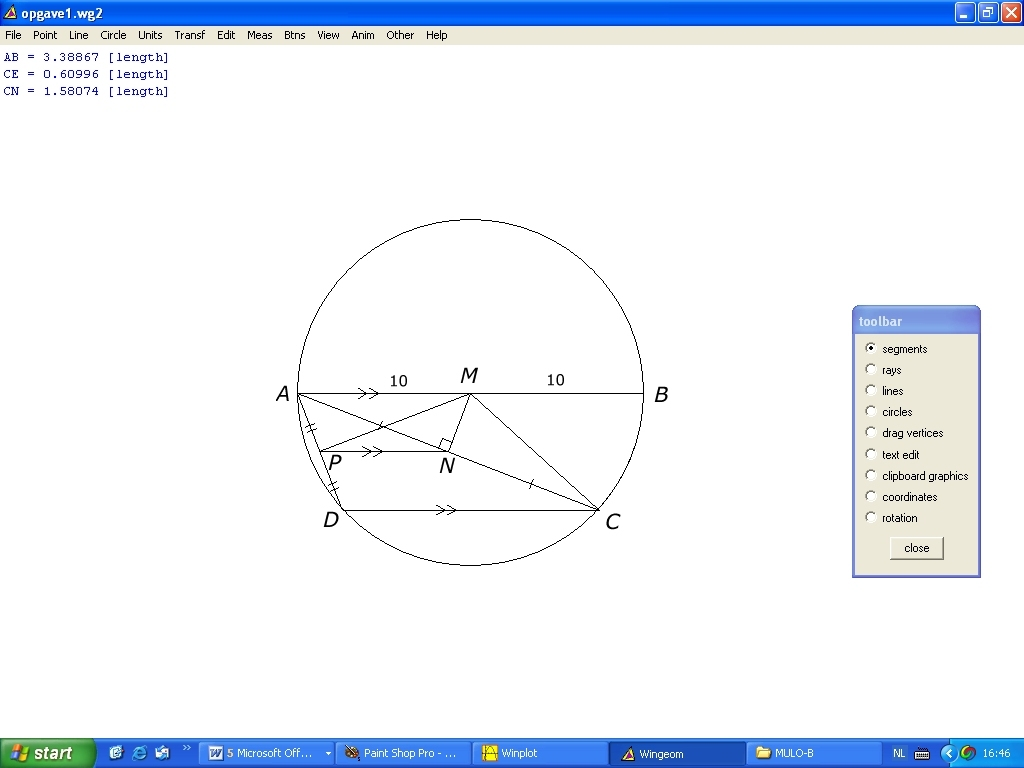 opgave1.wg2
File Point Line Circle Units Transf Edit Meas Btns View Anim Other Help
AB = 3.38867 [length]
CE = 0.60996 [length]
CN = 1.58074 [length]
toolbar
segments
rays
lines
circles
drag vertices
text edit
clipboard graphics
coordinates
rotation
close
10 M 10
A B
P N
D C
start 5 Microsoft Off... Paint Shop Pro - ... Winplot Wingeom MULO-B NL 16:46